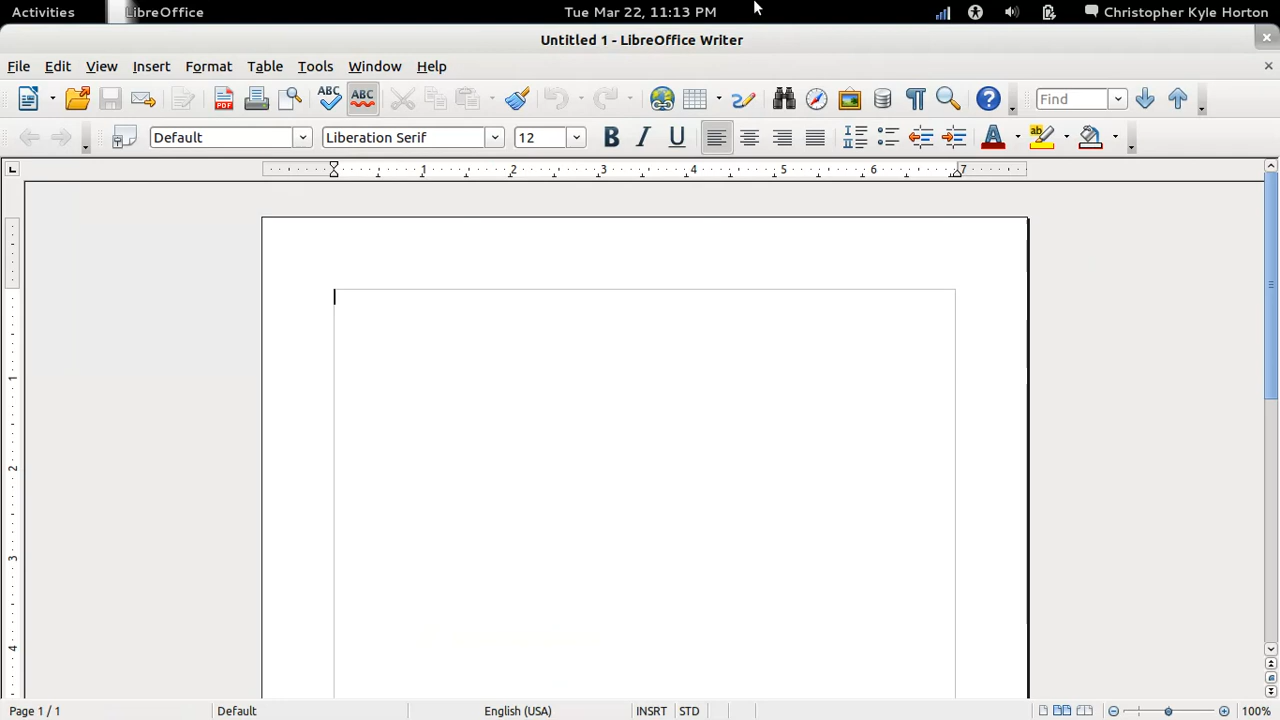 Activities LibreOffice Tue Mar 22, 11:13 PM Christopher Kyle Horton
Untitled 1 - LibreOffice Writer
File Edit View Insert Format Table Tools Window Help
ABC ABC Find
Default Liberation Serif 12
1 2 3 4 5 6 7
1
2
3
4
Page 1 / 1 Default English (USA) INSRT STD 100%